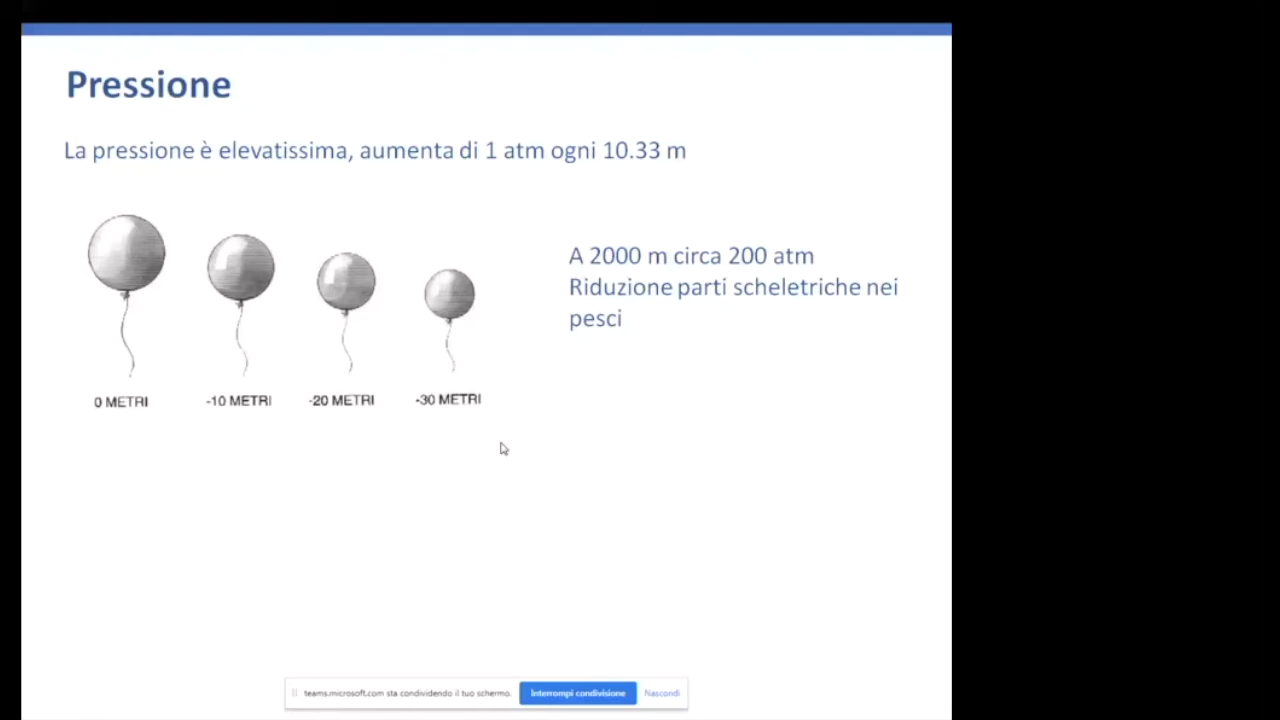 Pressione
La pressione è elevatissima, aumenta di 1 atm ogni 10.33 m
A 2000 m circa 200 atm
Riduzione parti scheletriche nei
pesci
0 METRI
-10 METRI
-20 METRI
-30 METRI
teams.microsoft.com sta condividendo il tuo schermo.
Interrompi condivisione
Nascondi